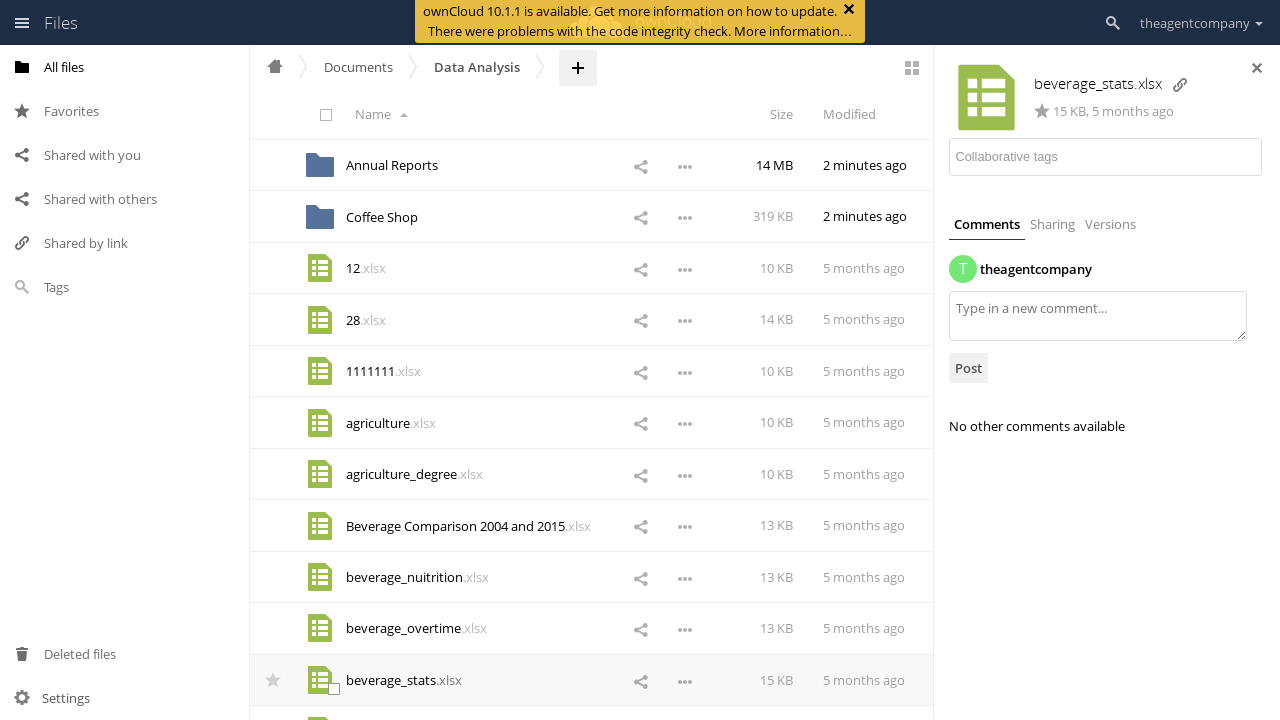 Files
ownCloud 10.1.1 is available. Get more information on how to update.
There were problems with the code integrity check. More information…
theagentcompany
All files
Favorites
Shared with you
Shared with others
Shared by link
Tags
Deleted files
Settings
Documents
Data Analysis
Name
Size
Modified
Annual Reports 14 MB 2 minutes ago
Coffee Shop 319 KB 2 minutes ago
12.xlsx 10 KB 5 months ago
28.xlsx 14 KB 5 months ago
1111111.xlsx 10 KB 5 months ago
agriculture.xlsx 10 KB 5 months ago
agriculture_degree.xlsx 10 KB 5 months ago
Beverage Comparison 2004 and 2015.xlsx 13 KB 5 months ago
beverage_nuitrition.xlsx 13 KB 5 months ago
beverage_overtime.xlsx 13 KB 5 months ago
beverage_stats.xlsx 15 KB 5 months ago
beverage_stats.xlsx
15 KB, 5 months ago
Collaborative tags
Comments Sharing Versions
T theagentcompany
Type in a new comment...
Post
No other comments available